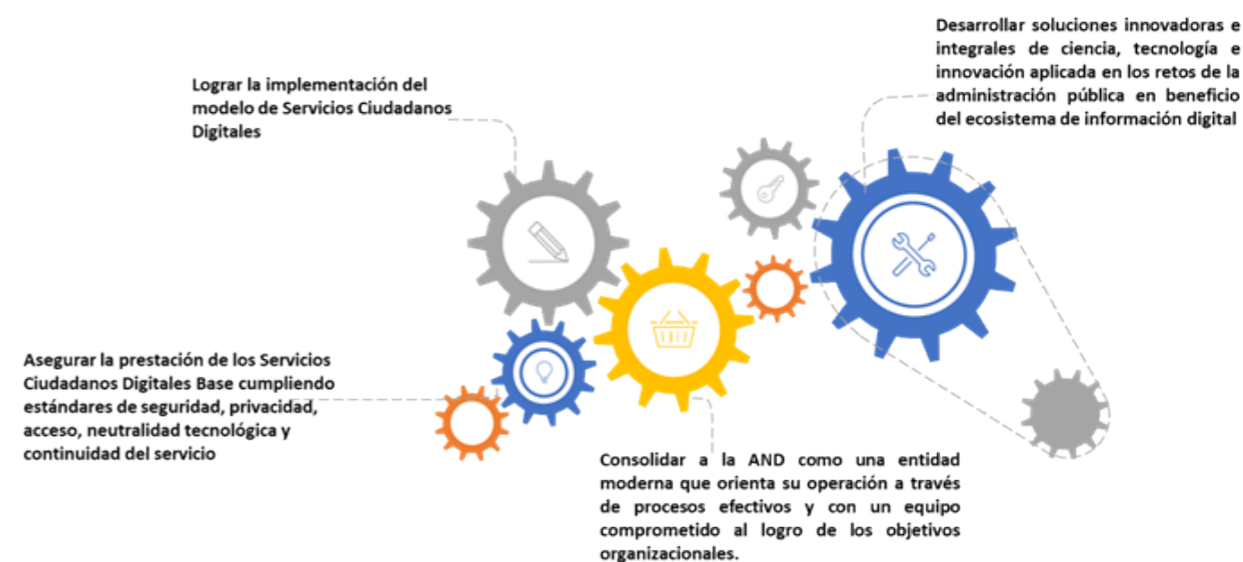 Desarrollar soluciones innovadoras e
integrales de ciencia, tecnología e
innovación aplicada en los retos de la
administración pública en beneficio
del ecosistema de información digital
Lograr la implementación del
modelo de Servicios Ciudadanos
Digitales
Asegurar la prestación de los Servicios
Ciudadanos Digitales Base cumpliendo
estándares de seguridad, privacidad,
acceso, neutralidad tecnológica y
continuidad del servicio
Consolidar a la AND como una entidad
moderna que orienta su operación a través
de procesos efectivos y con un equipo
comprometido al logro de los objetivos
organizacionales.